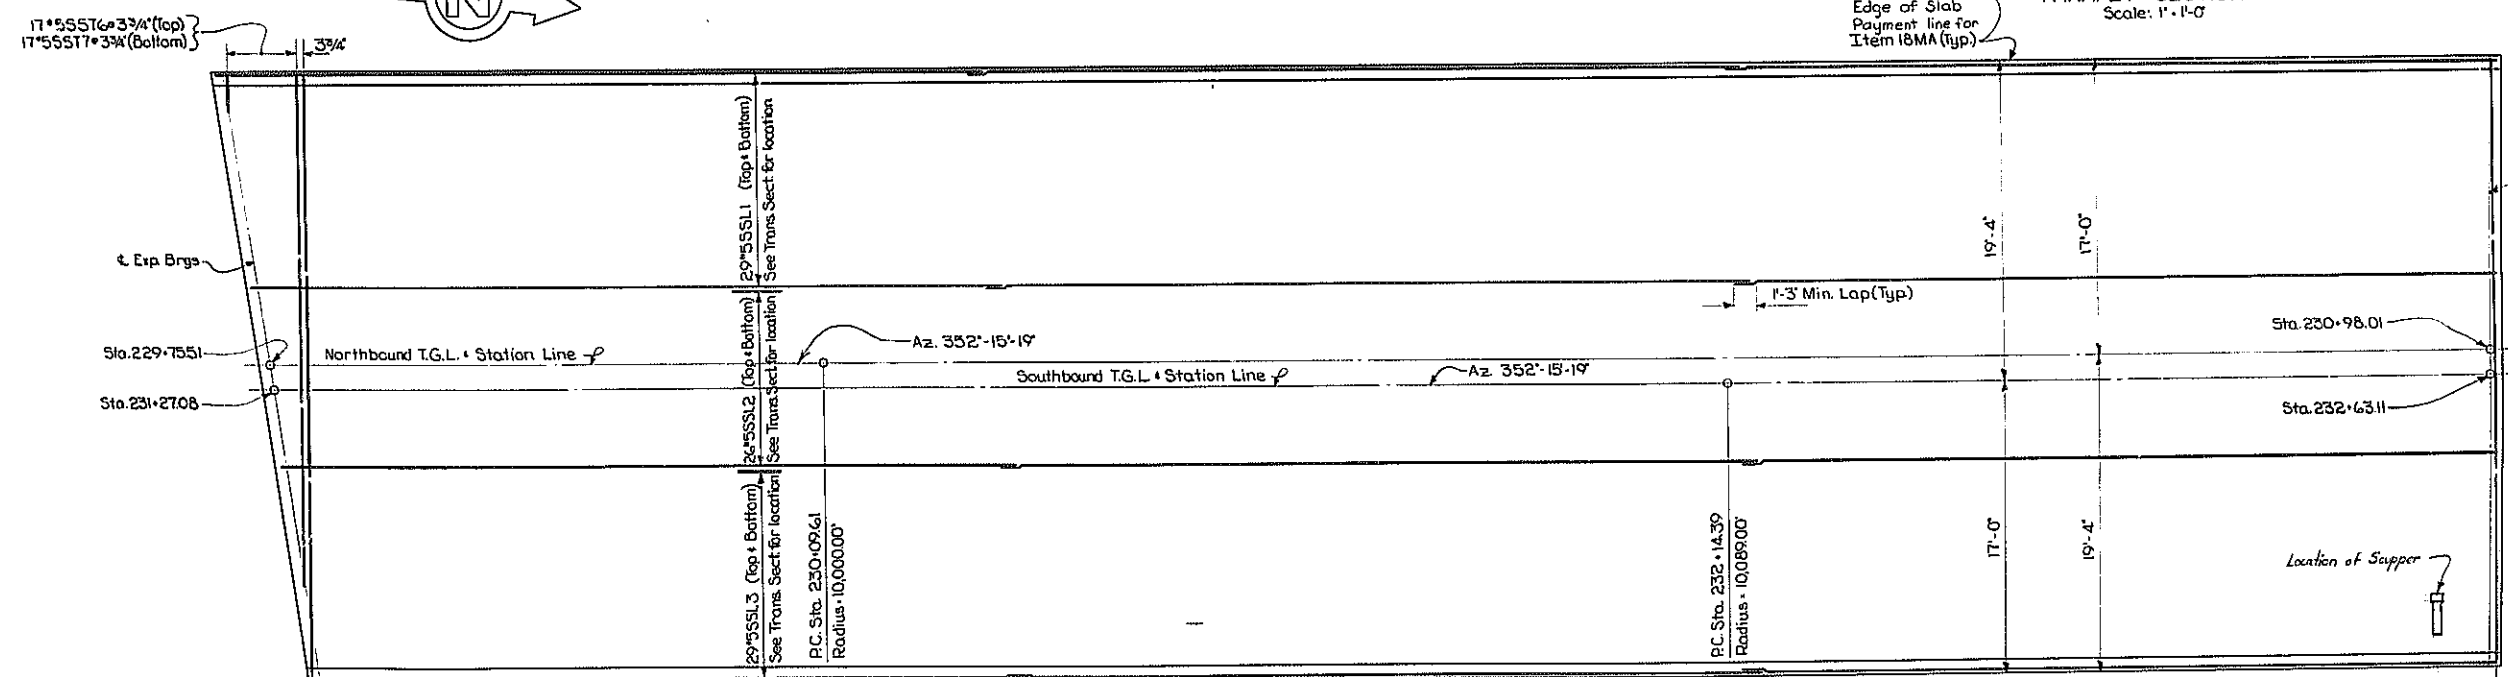 17#5SST6@3¾"(Top)
17#5SST7@3¾"(Bottom)
3¾"
N
Edge of Slab
Payment line for
Item 18MA (Typ.)
Scale: 1"=1'-0"
29#5SSL1 (Top & Bottom)
See Trans. Sect. for location
℄ Exp. Brgs
19'-4"
17'-0"
26#5SSL2 (Top & Bottom)
See Trans. Sect. for location
1'-3" Min. Lap (Typ.)
Sta. 229+75.51
Northbound T.G.L. & Station Line
Az. 352°-15'-19"
Sta. 230+98.01
Southbound T.G.L. & Station Line
Az. 352°-15'-19"
Sta. 231+27.08
Sta. 232+63.11
29#5SSL3 (Top & Bottom)
See Trans. Sect. for location
P.C. Sta. 230+09.61
Radius=10,000.00'
P.C. Sta. 232+14.39
Radius=10,089.00'
17'-0"
19'-4"
Location of Scupper